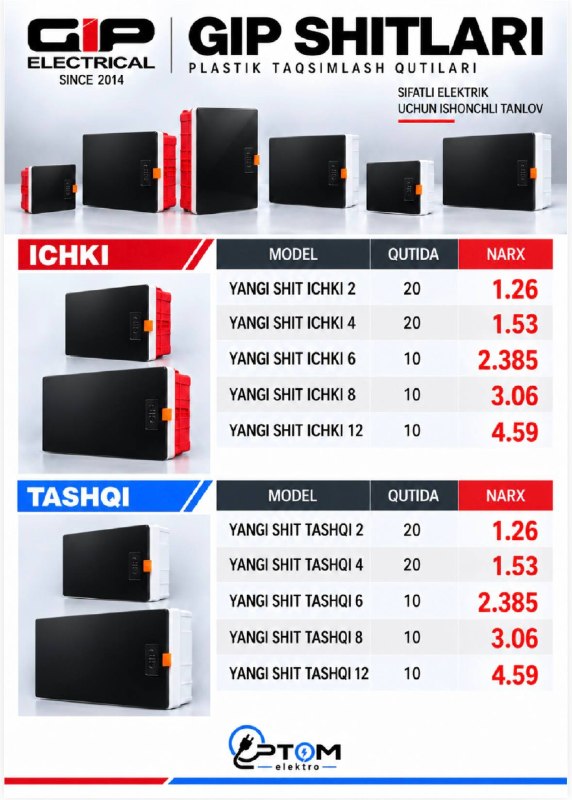 GIP
ELECTRICAL
SINCE 2014
GIP SHITLARI
PLASTIK TAQSIMLASH QUTILARI
SIFATLI ELEKTRIK
UCHUN ISHONCHLI TANLOV
ICHKI
MODEL QUTIDA NARX
YANGI SHIT ICHKI 2 20 1.26
YANGI SHIT ICHKI 4 20 1.53
YANGI SHIT ICHKI 6 10 2.385
YANGI SHIT ICHKI 8 10 3.06
YANGI SHIT ICHKI 12 10 4.59
TASHQI
MODEL QUTIDA NARX
YANGI SHIT TASHQI 2 20 1.26
YANGI SHIT TASHQI 4 20 1.53
YANGI SHIT TASHQI 6 10 2.385
YANGI SHIT TASHQI 8 10 3.06
YANGI SHIT TASHQI 12 10 4.59
OPTOM
elektro